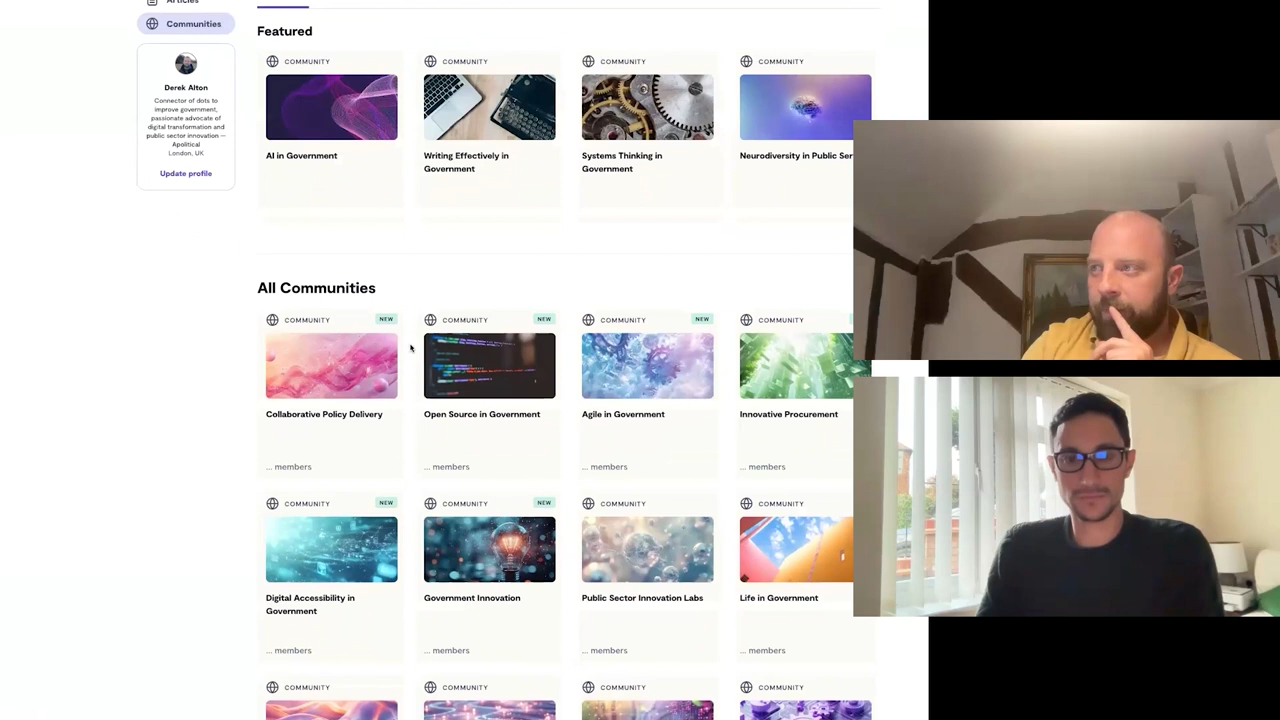 Articles
Communities
Derek Alton
Connector of dots to
improve government,
passionate advocate of
digital transformation and
public sector innovation —
Apolitical
London, UK
Update profile
Featured
COMMUNITY
AI in Government
COMMUNITY
Writing Effectively in
Government
COMMUNITY
Systems Thinking in
Government
COMMUNITY
Neurodiversity in Public Ser
All Communities
COMMUNITY NEW
Collaborative Policy Delivery
... members
COMMUNITY NEW
Open Source in Government
... members
COMMUNITY NEW
Agile in Government
... members
COMMUNITY
Innovative Procurement
... members
COMMUNITY NEW
Digital Accessibility in
Government
... members
COMMUNITY NEW
Government Innovation
... members
COMMUNITY
Public Sector Innovation Labs
... members
COMMUNITY
Life in Government
... members
COMMUNITY
COMMUNITY
COMMUNITY
COMMUNITY